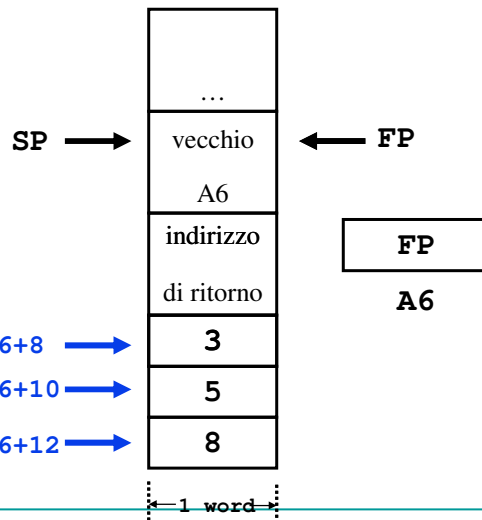 …
SP
vecchio
A6
FP
indirizzo
di ritorno
FP
A6
6+8
3
6+10
5
6+12
8
1 word